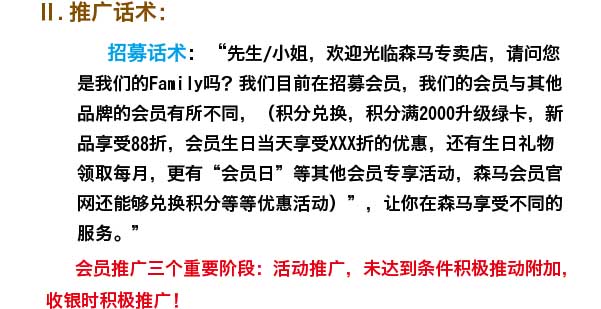 II.推广话术:
招募话术: “先生/小姐, 欢迎光临森马专卖店, 请问您
是我们的Family吗? 我们目前在招募会员, 我们的会员与其他
品牌的会员有所不同, (积分兑换, 积分满2000升级绿卡, 新
品享受88折, 会员生日当天享受XXX折的优惠, 还有生日礼物
领取每月, 更有“会员日”等其他会员专享活动, 森马会员官
网还能够兑换积分等等优惠活动)”, 让你在森马享受不同的
服务。”
会员推广三个重要阶段: 活动推广, 未达到条件积极推动附加,
收银时积极推广!